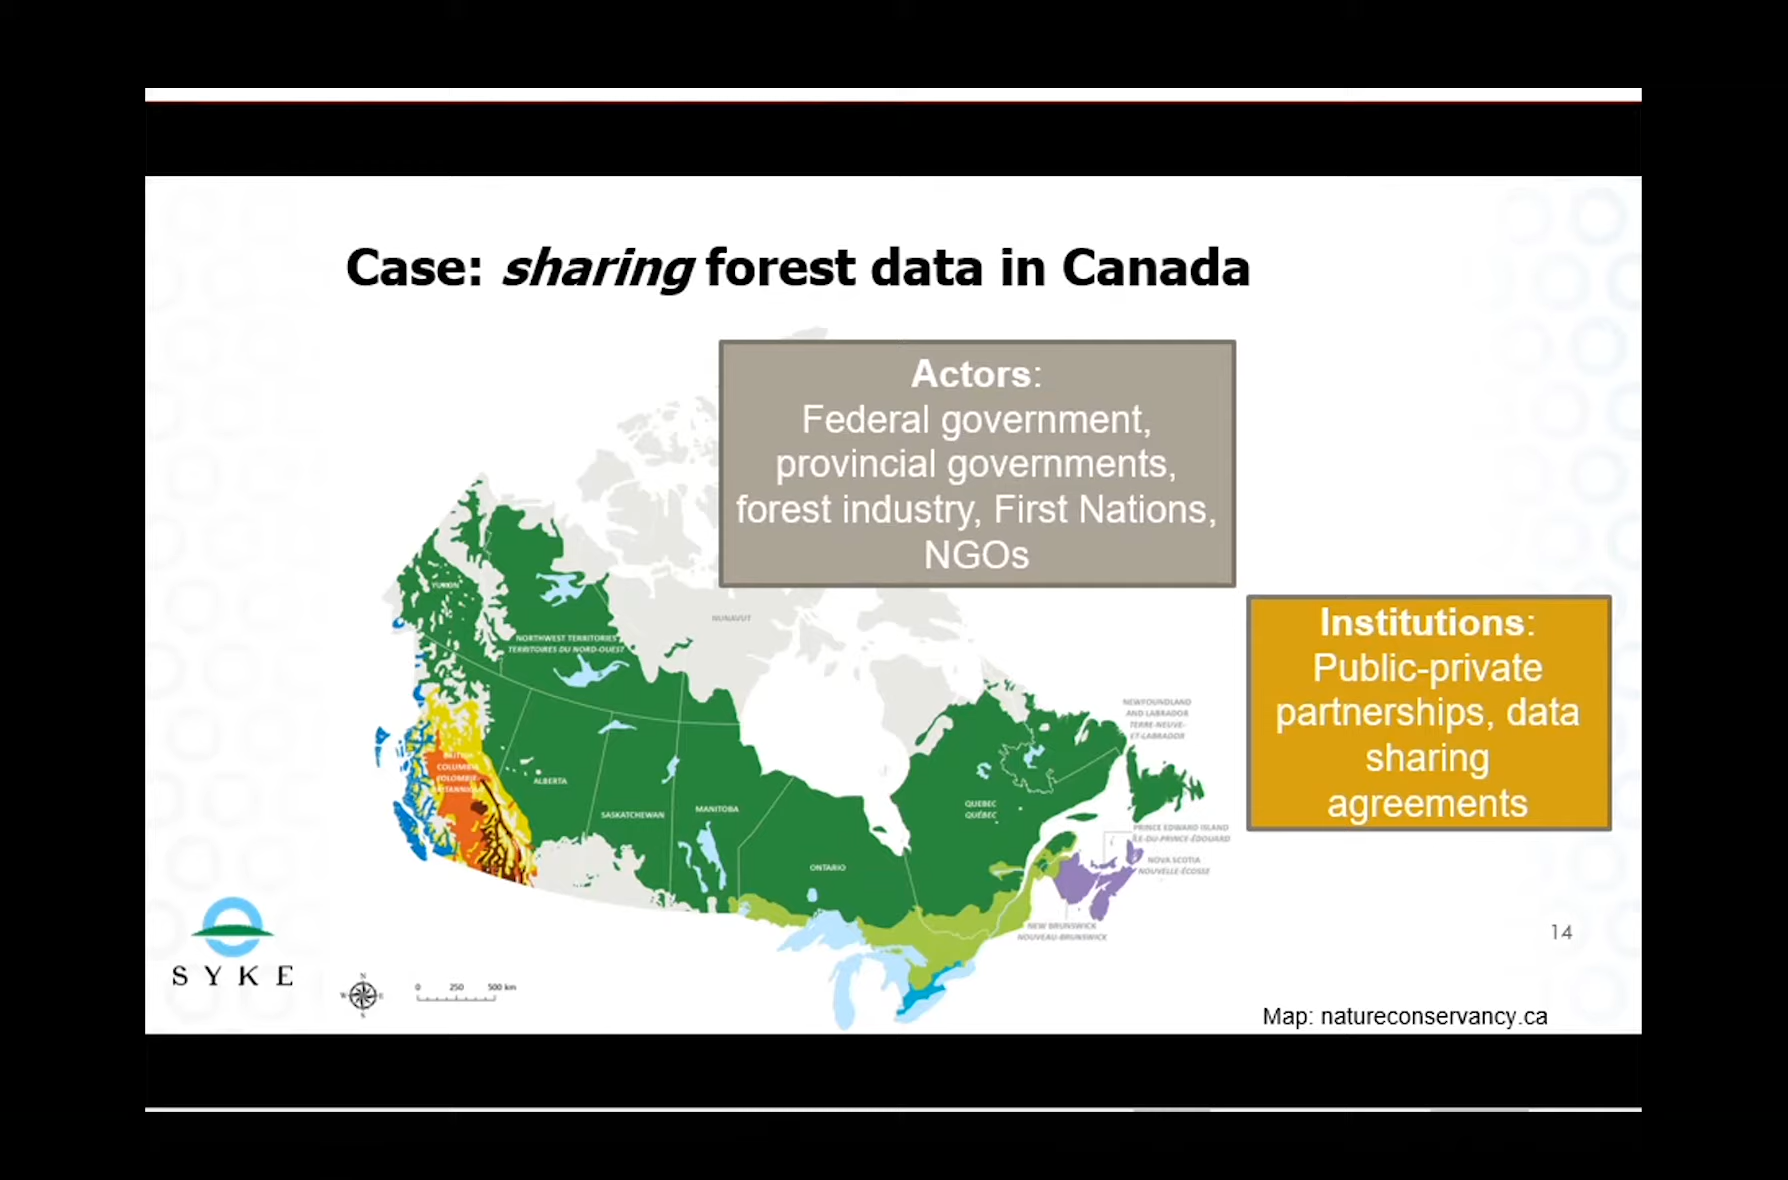 Case: sharing forest data in Canada
Actors:
Federal government,
provincial governments,
forest industry, First Nations,
NGOs
Institutions:
Public-private
partnerships, data
sharing
agreements
YUKON
NUNAVUT
NORTHWEST TERRITORIES
TERRITOIRES DU NORD-OUEST
NEWFOUNDLAND
AND LABRADOR
TERRE-NEUVE-
ET-LABRADOR
BRITISH
COLUMBIA
ALBERTA
SASKATCHEWAN
MANITOBA
ONTARIO
QUEBEC
QUÉBEC
PRINCE EDWARD ISLAND
ÎLE-DU-PRINCE-ÉDOUARD
NOVA SCOTIA
NOUVELLE-ÉCOSSE
NEW BRUNSWICK
NOUVEAU-BRUNSWICK
14
SYKE
N
W E
S
0 250 500 km
Map: natureconservancy.ca